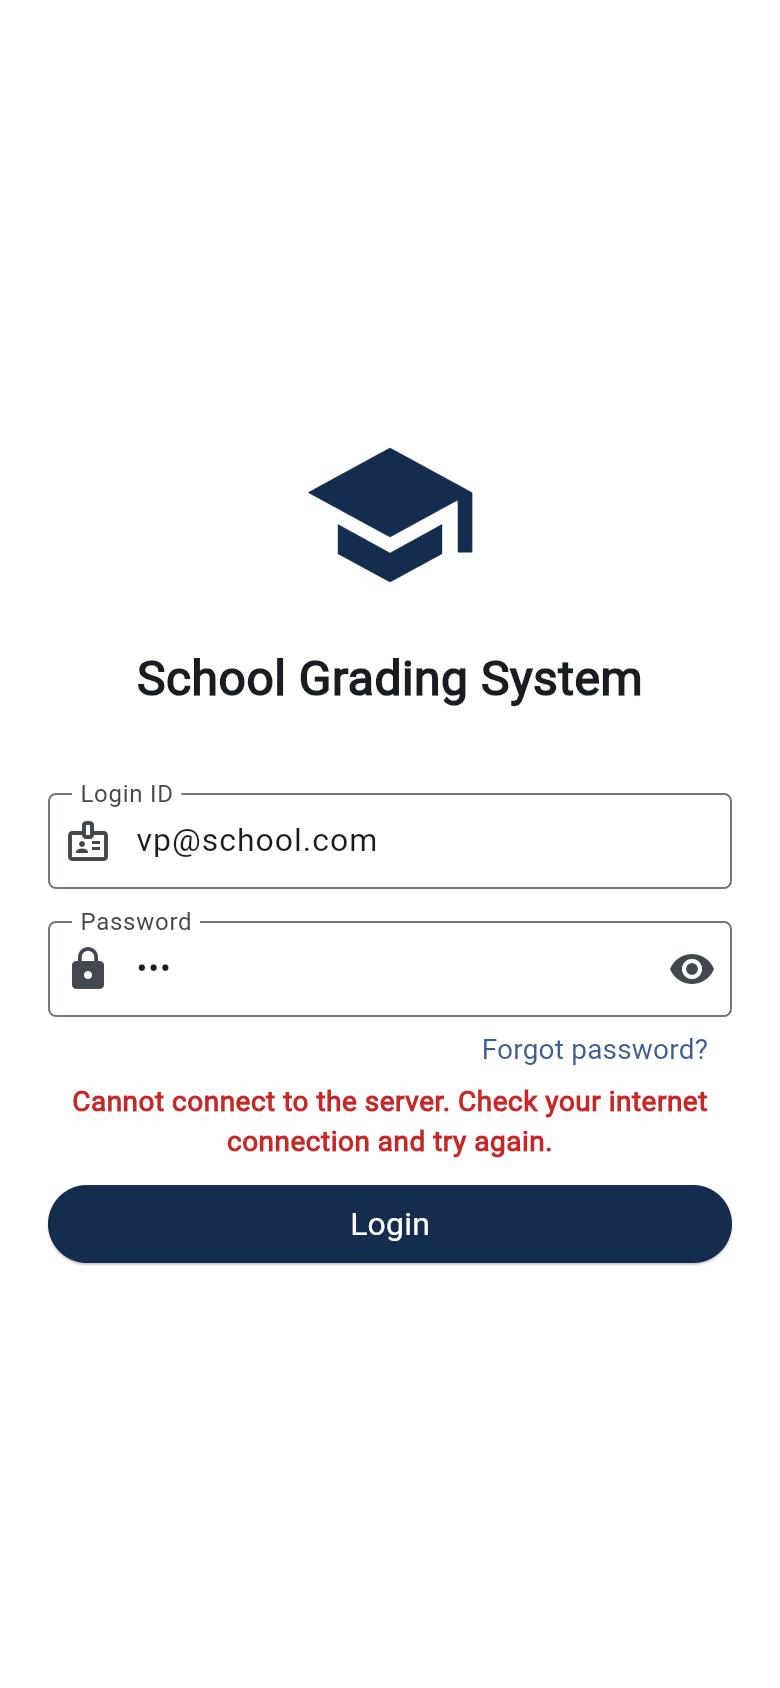 School Grading System
Login ID
vp@school.com
Password
•••
Forgot password?
Cannot connect to the server. Check your internet
connection and try again.
Login